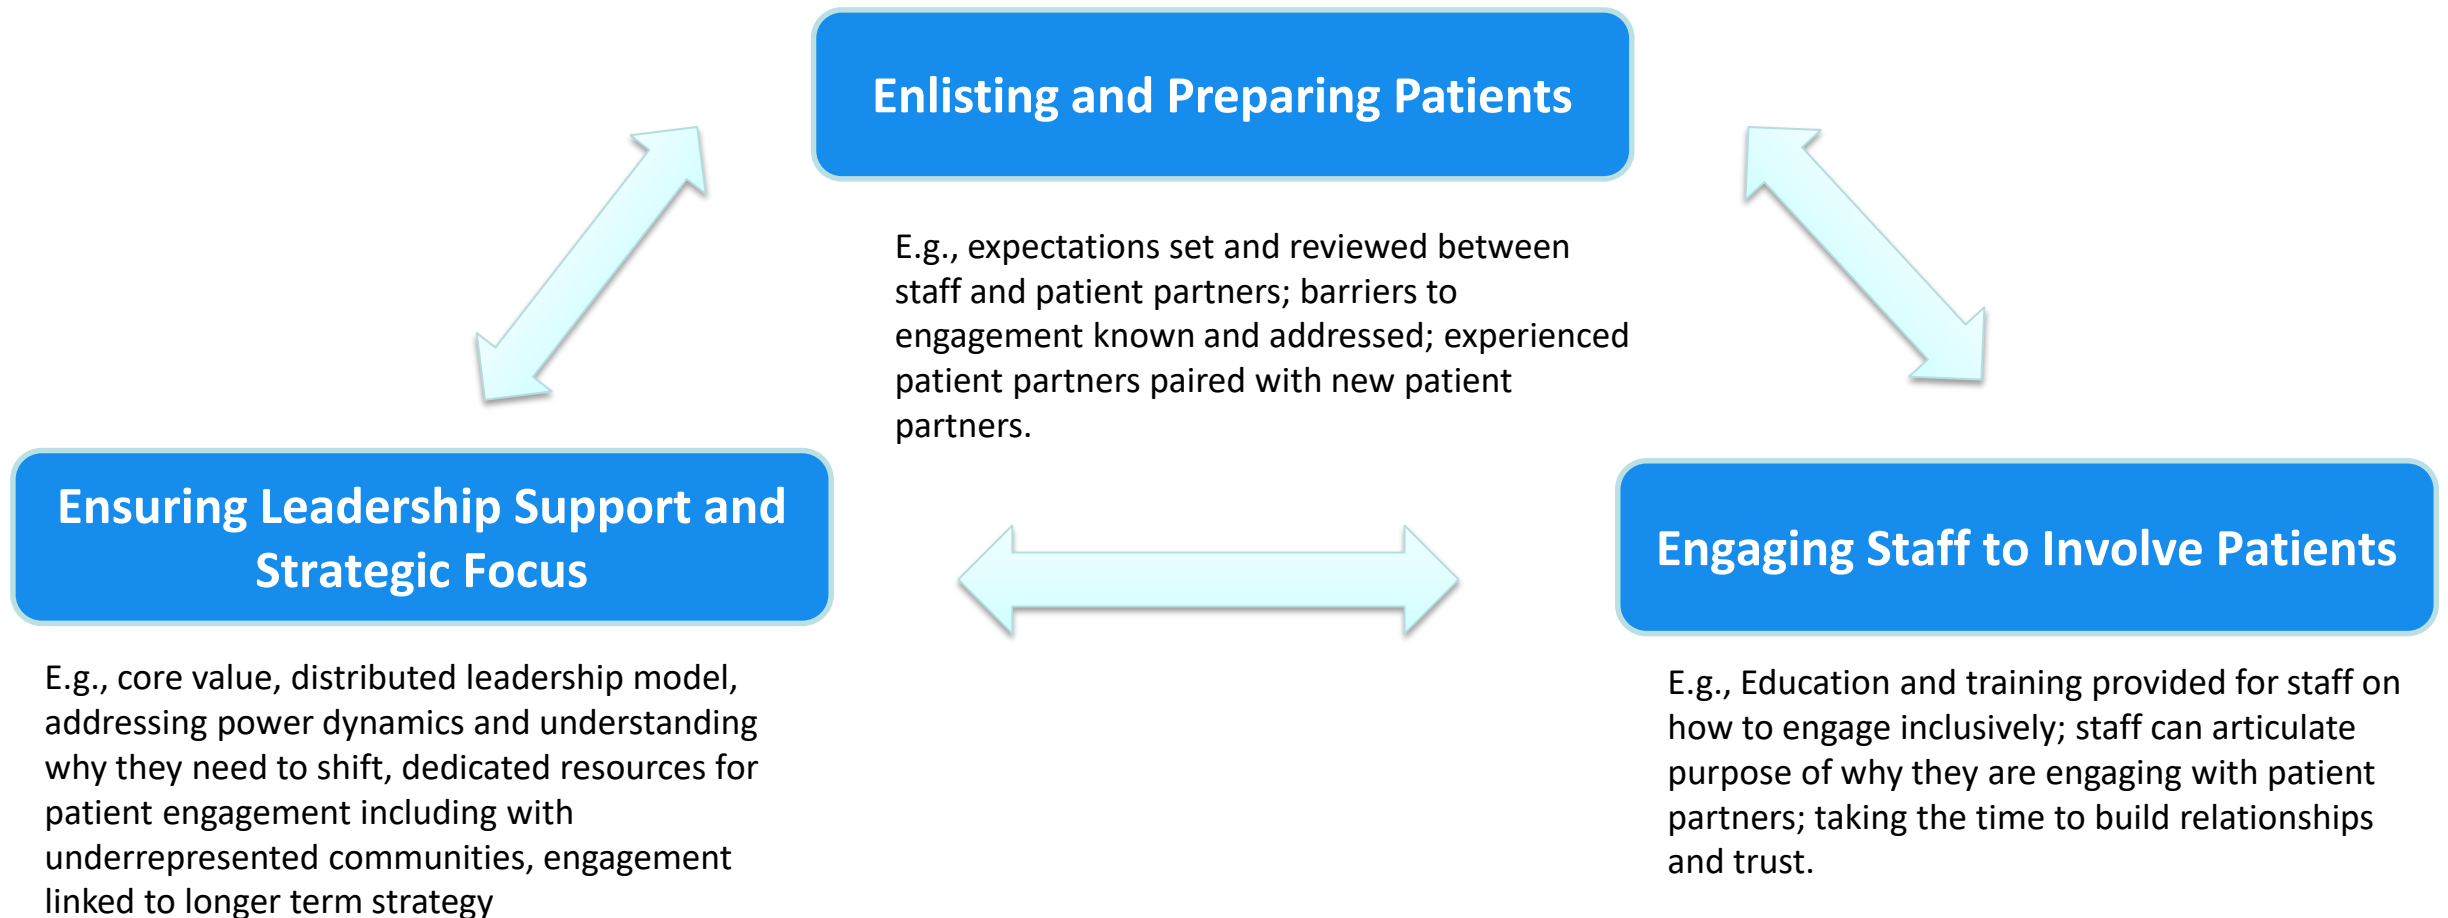 Enlisting and Preparing Patients
E.g., expectations set and reviewed between
staff and patient partners; barriers to
engagement known and addressed; experienced
patient partners paired with new patient
partners.
Ensuring Leadership Support and
Strategic Focus
E.g., core value, distributed leadership model,
addressing power dynamics and understanding
why they need to shift, dedicated resources for
patient engagement including with
underrepresented communities, engagement
linked to longer term strategy
Engaging Staff to Involve Patients
E.g., Education and training provided for staff on
how to engage inclusively; staff can articulate
purpose of why they are engaging with patient
partners; taking the time to build relationships
and trust.